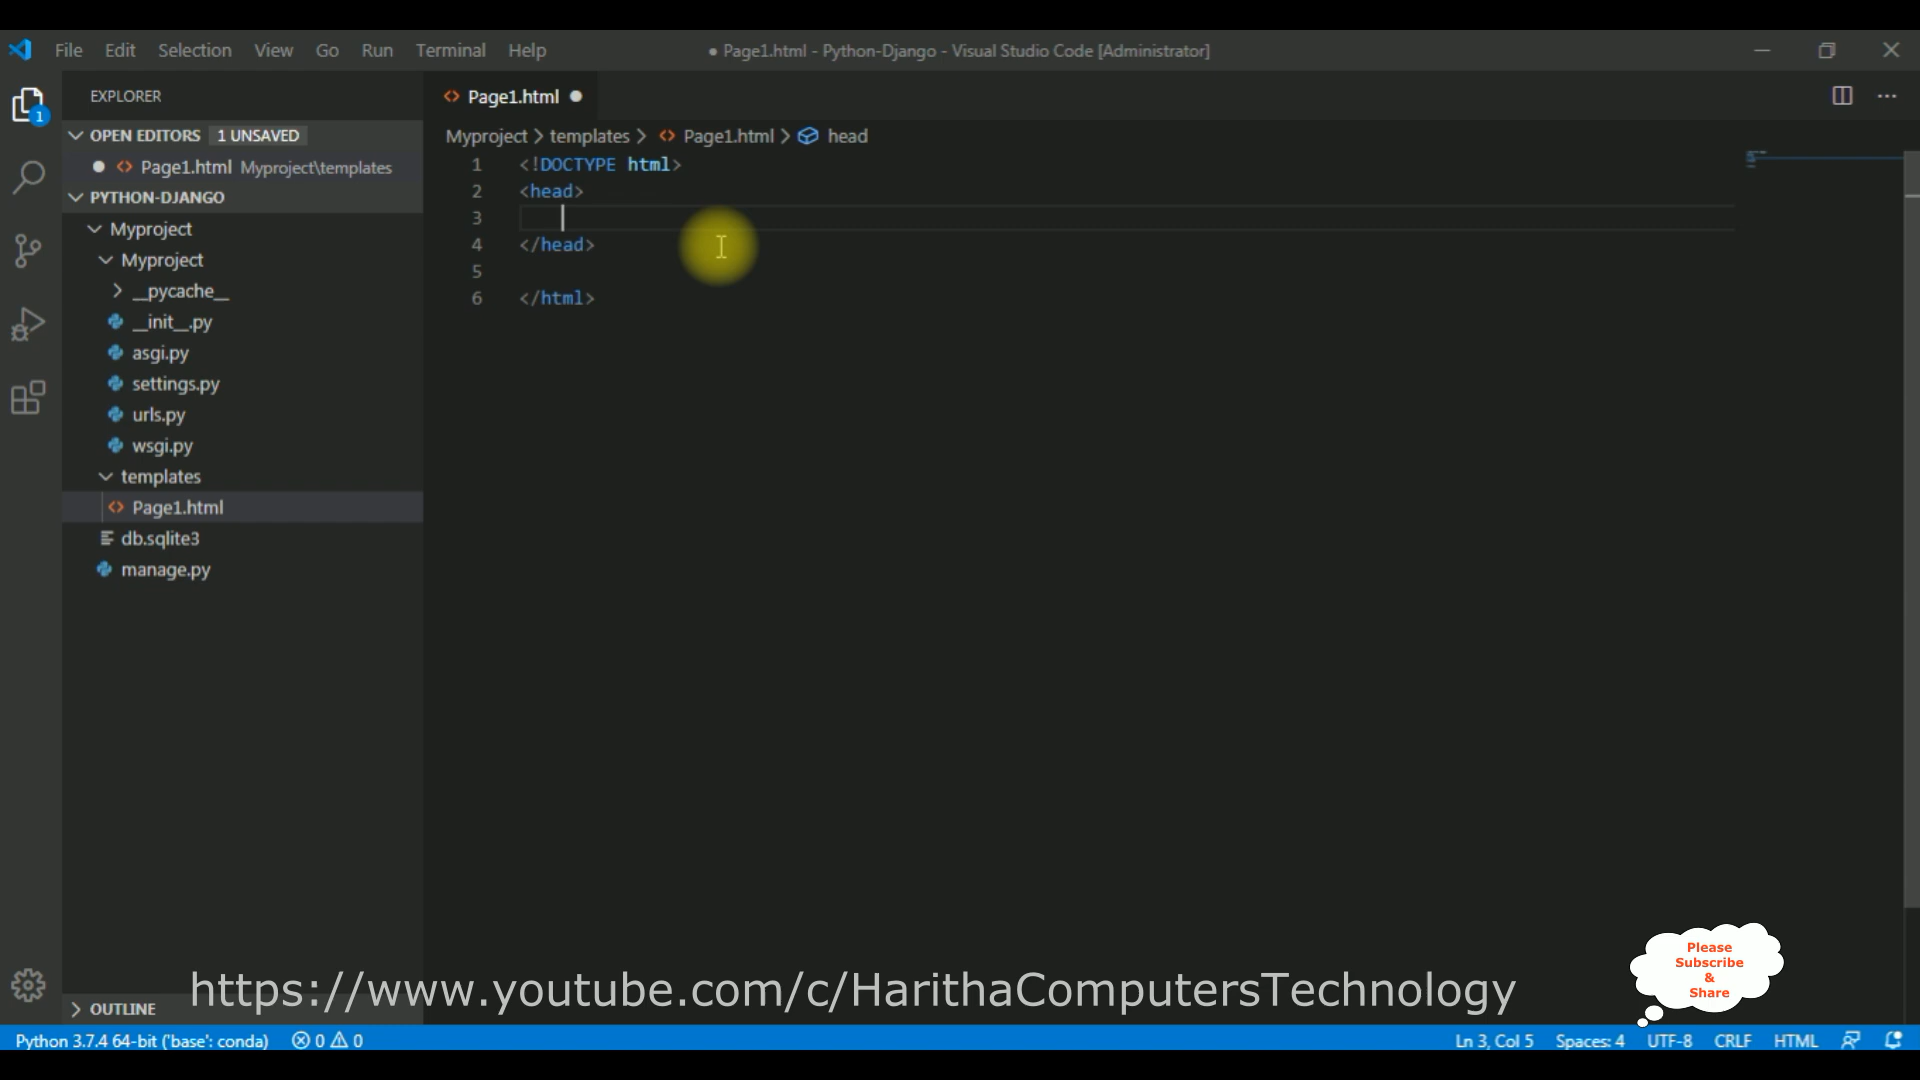 File Edit Selection View Go Run Terminal Help ● Page1.html - Python-Django - Visual Studio Code [Administrator]
1
EXPLORER
OPEN EDITORS 1 UNSAVED
Page1.html Myproject\templates
PYTHON-DJANGO
Myproject
Myproject
__pycache__
__init__.py
asgi.py
settings.py
urls.py
wsgi.py
templates
Page1.html
db.sqlite3
manage.py
OUTLINE
Page1.html
Myproject > templates > Page1.html > head
1 <!DOCTYPE html>
2 <head>
3
4 </head>
5
6 </html>
https://www.youtube.com/c/HarithaComputersTechnology
Please
Subscribe
&
Share
Python 3.7.4 64-bit ('base': conda) 0 0 Ln 3, Col 5 Spaces: 4 UTF-8 CRLF HTML